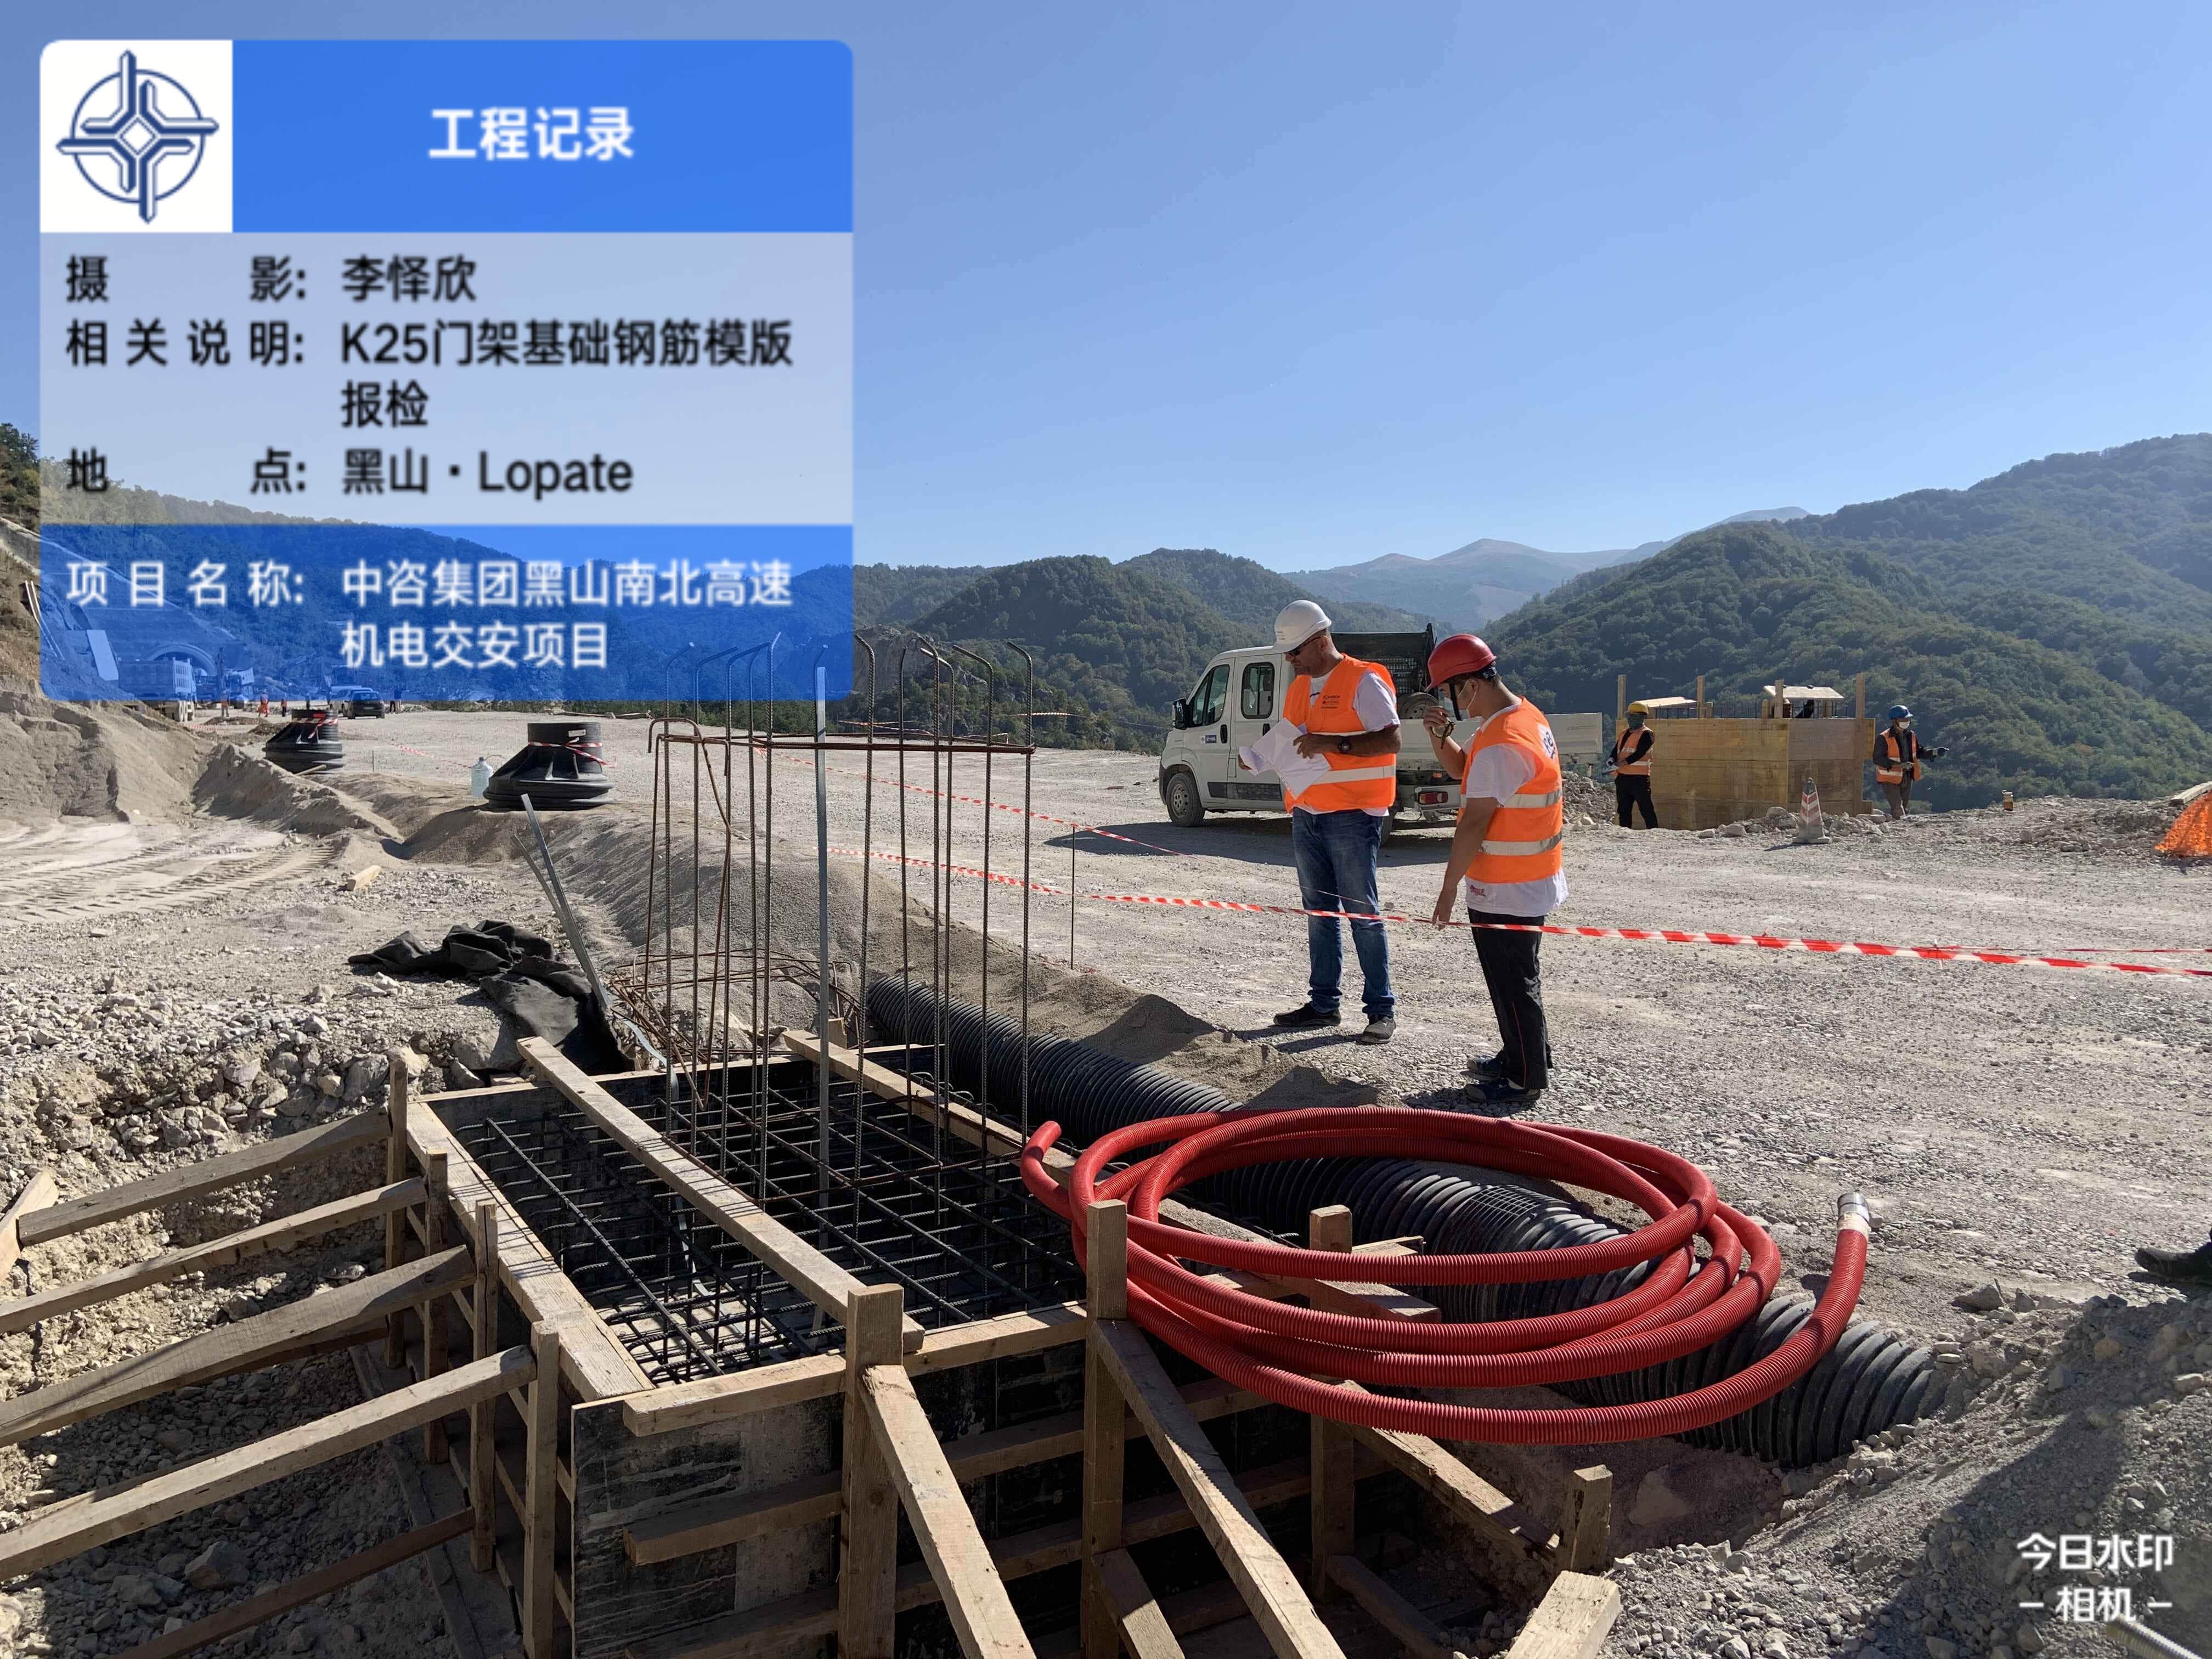 工程记录
摄影: 李怿欣
相关说明: K25门架基础钢筋模版
报检
地点: 黑山·Lopate
项目名称: 中咨集团黑山南北高速
机电交安项目
今日水印
- 相机 -